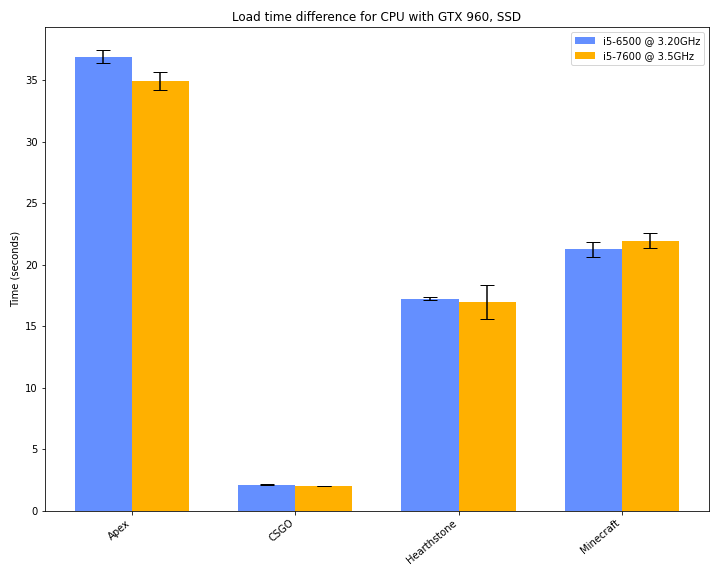 Load time difference for CPU with GTX 960, SSD
i5-6500 @ 3.20GHz
i5-7600 @ 3.5GHz
Time (seconds)
35
30
25
20
15
10
5
0
Apex
CSGO
Hearthstone
Minecraft